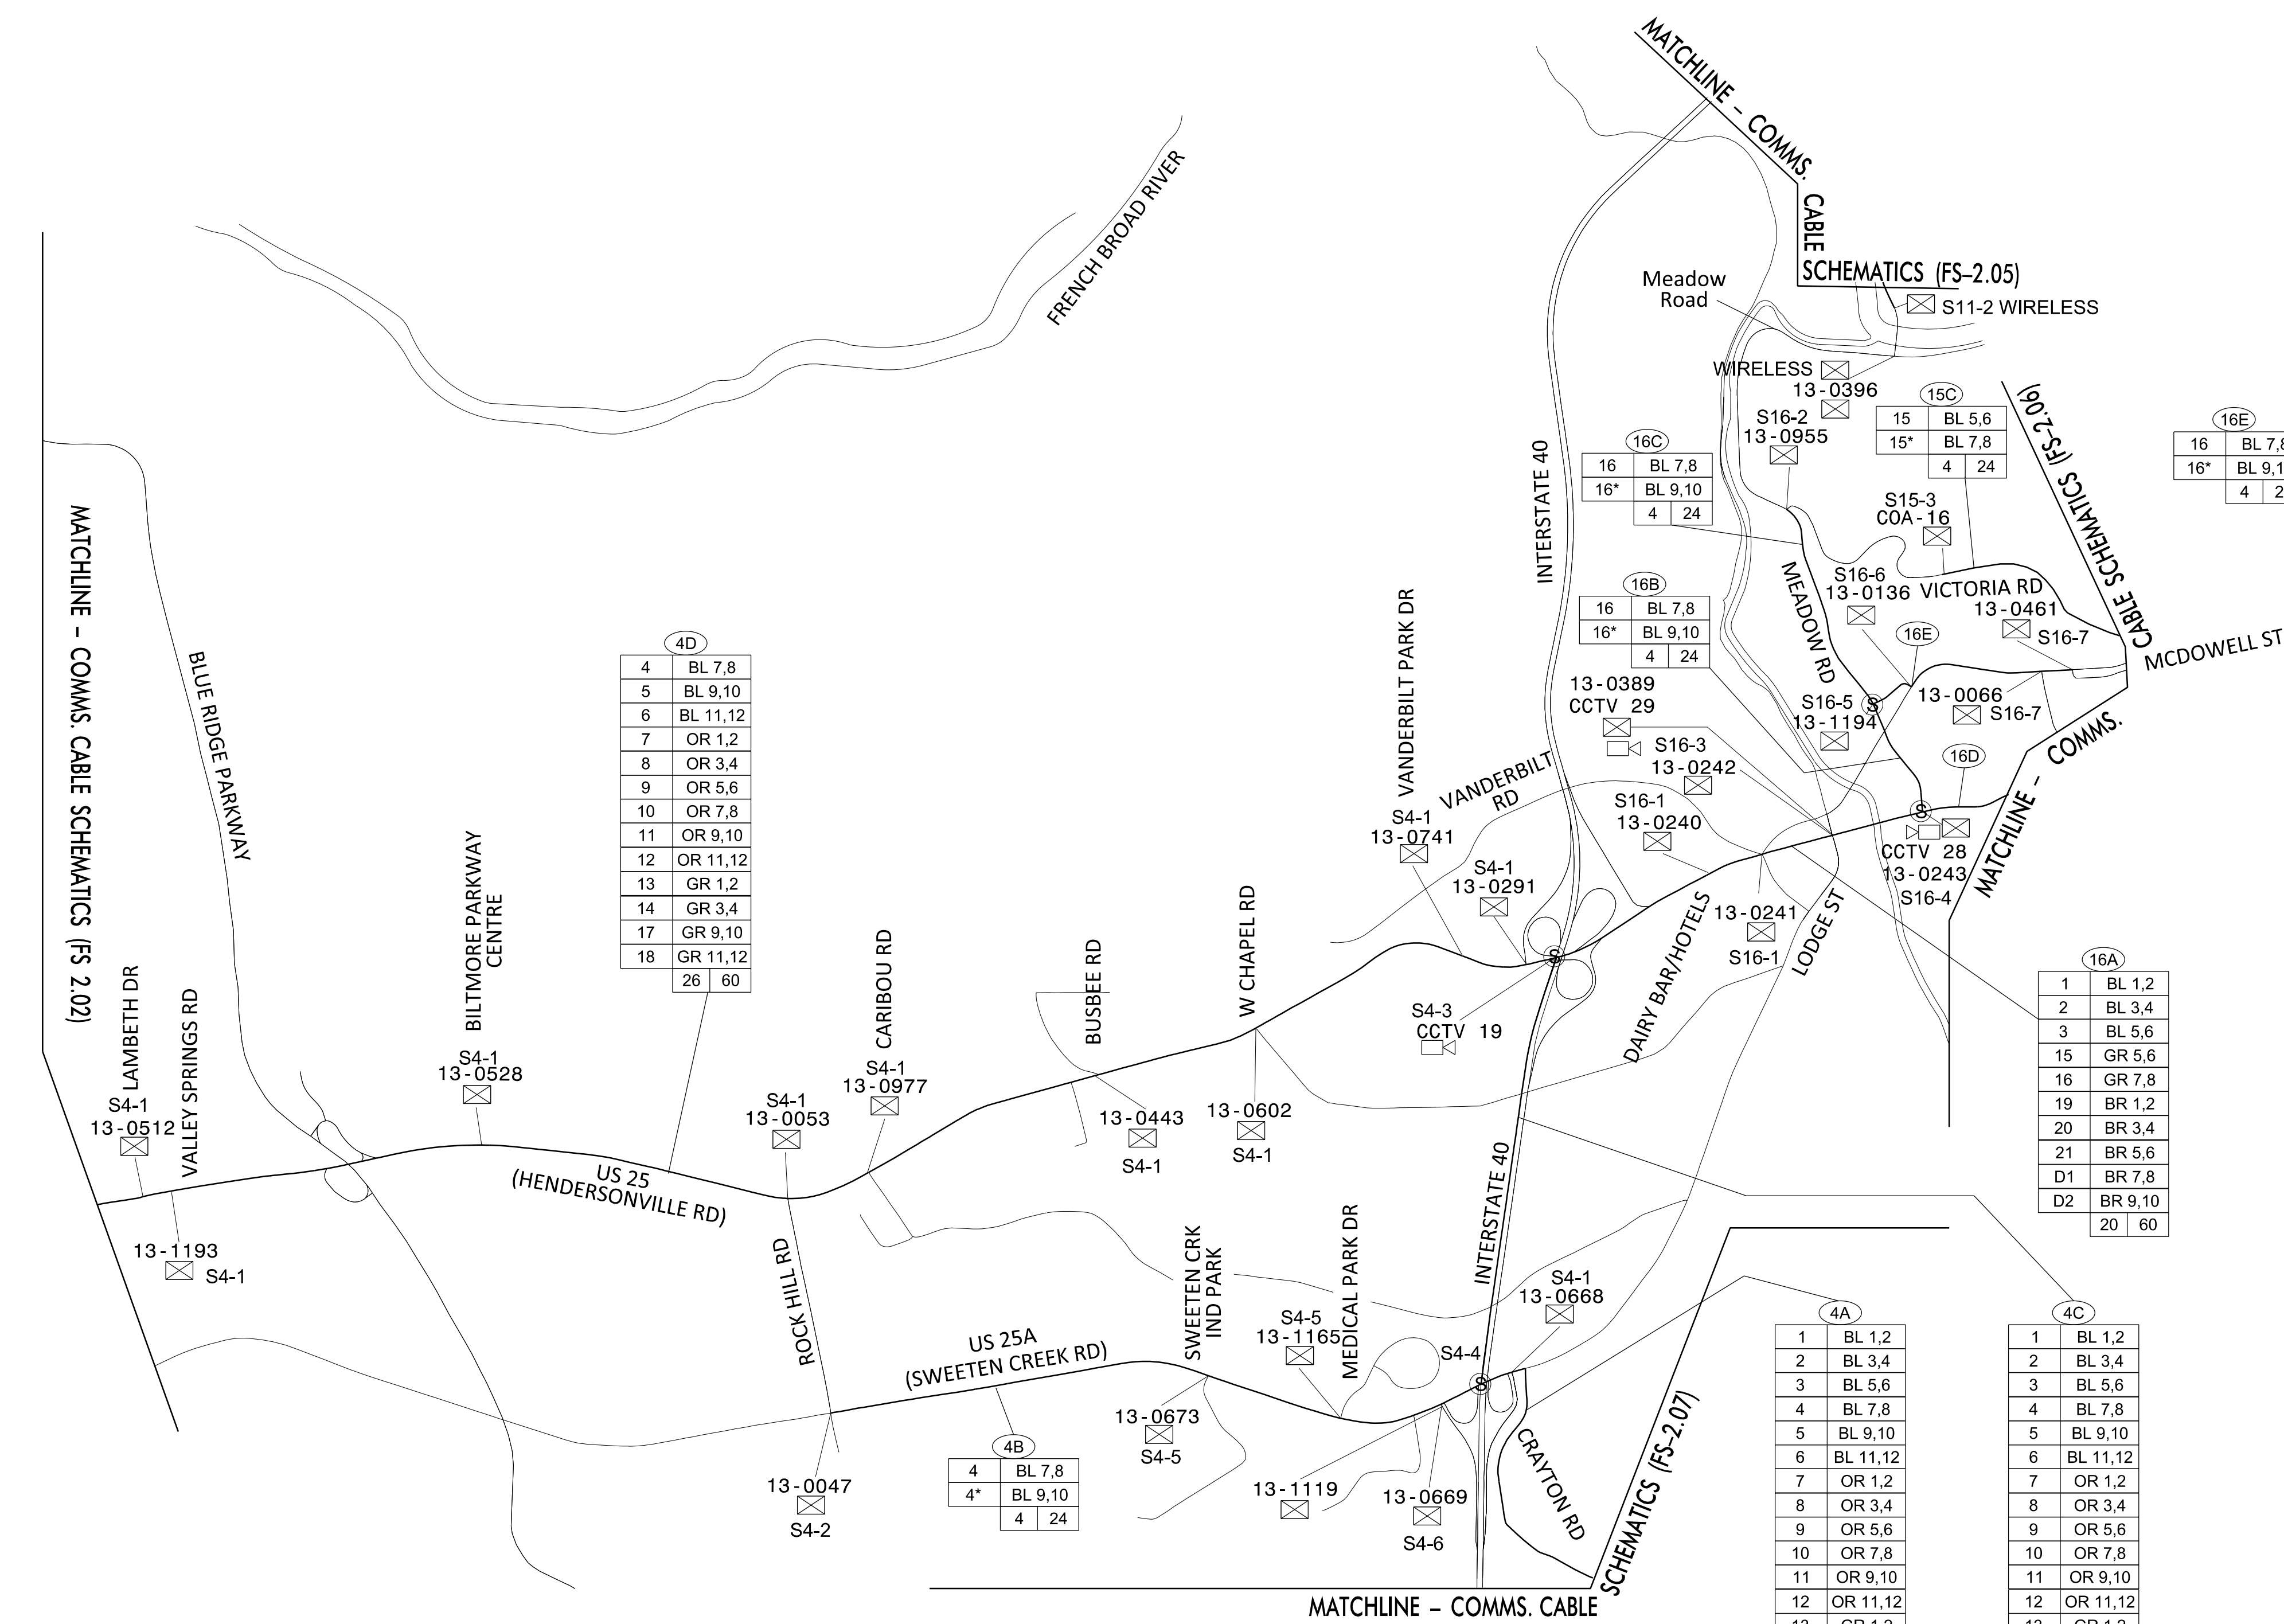 MATCHLINE - COMMS. CABLE
SCHEMATICS (FS-2.05)
FRENCH BROAD RIVER
Meadow
Road
S11-2 WIRELESS
WIRELESS
13-0396
S16-2
13-0955
15C
15 BL 5,6
15* BL 7,8
4 24
16E
16 BL 7,8
16*
4
16C
16 BL 7,8
16* BL 9,10
4 24
INTERSTATE 40
S15-3
COA-16
CABLE SCHEMATICS (FS-2.06)
MATCHLINE - COMMS. CABLE SCHEMATICS (FS 2.02)
BLUE RIDGE PARKWAY
16B
16 BL 7,8
16* BL 9,10
4 24
MEADOW RD
S16-6
13-0136
VICTORIA RD
13-0461
S16-7
16E
MCDOWELL ST
VANDERBILT PARK DR
13-0389
CCTV 29
S16-5
13-1194
S
13-0066
S16-7
4D
4 BL 7,8
5 BL 9,10
6 BL 11,12
7 OR 1,2
8 OR 3,4
9 OR 5,6
10 OR 7,8
11 OR 9,10
12 OR 11,12
13 GR 1,2
14 GR 3,4
17 GR 9,10
18 GR 11,12
26 60
S16-3
13-0242
16D
MATCHLINE - COMMS.
VANDERBILT
RD
S16-1
13-0240
S4-1
13-0741
S4-1
13-0291
S
CCTV 28
13-0243
S16-4
13-0241
S16-1
DAIRY BAR/HOTELS
LODGE ST
S
S4-3
CCTV 19
16A
1 BL 1,2
2 BL 3,4
3 BL 5,6
15 GR 5,6
16 GR 7,8
19 BR 1,2
20 BR 3,4
21 BR 5,6
D1 BR 7,8
D2 BR 9,10
20 60
LAMBETH DR
S4-1
13-0512
VALLEY SPRINGS RD
BILTMORE PARKWAY
CENTRE
S4-1
13-0528
CARIBOU RD
S4-1
13-0977
S4-1
13-0053
BUSBEE RD
13-0443
S4-1
W CHAPEL RD
13-0602
S4-1
US 25
(HENDERSONVILLE RD)
13-1193
S4-1
INTERSTATE 40
ROCK HILL RD
US 25A
(SWEETEN CREEK RD)
SWEETEN CRK
IND PARK
MEDICAL PARK DR
S4-5
13-1165
S4-1
13-0668
S4-4
S
13-0673
S4-5
4B
4 BL 7,8
4* BL 9,10
4 24
13-0047
S4-2
13-1119
13-0669
S4-6
CRAYTON RD
SCHEMATICS (FS-2.07)
MATCHLINE - COMMS. CABLE
4A
1 BL 1,2
2 BL 3,4
3 BL 5,6
4 BL 7,8
5 BL 9,10
6 BL 11,12
7 OR 1,2
8 OR 3,4
9 OR 5,6
10 OR 7,8
11 OR 9,10
12 OR 11,12
13 GR 1,2
4C
1 BL 1,2
2 BL 3,4
3 BL 5,6
4 BL 7,8
5 BL 9,10
6 BL 11,12
7 OR 1,2
8 OR 3,4
9 OR 5,6
10 OR 7,8
11 OR 9,10
12 OR 11,12
13 GR 1,2